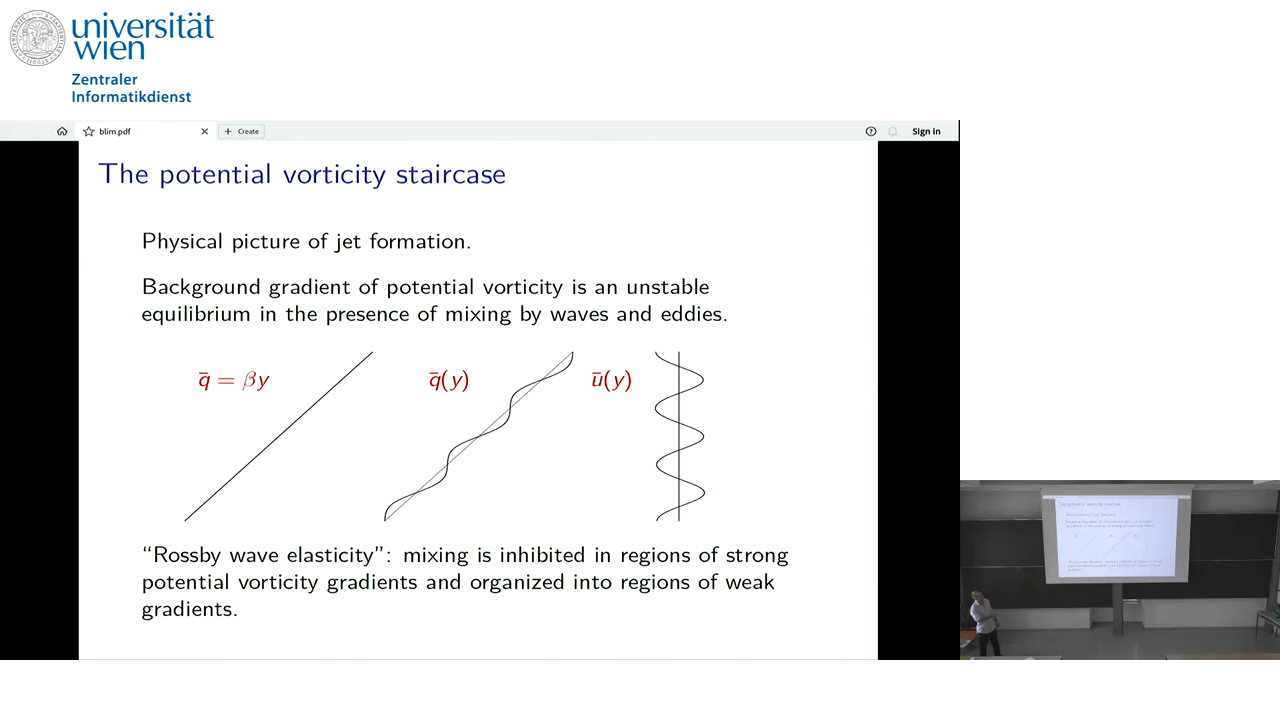 universität
wien
Zentraler
Informatikdienst
blim.pdf
Create
Sign in
The potential vorticity staircase
Physical picture of jet formation.
Background gradient of potential vorticity is an unstable
equilibrium in the presence of mixing by waves and eddies.
q̄ = βy
q̄(y)
ū(y)
“Rossby wave elasticity”: mixing is inhibited in regions of strong
potential vorticity gradients and organized into regions of weak
gradients.